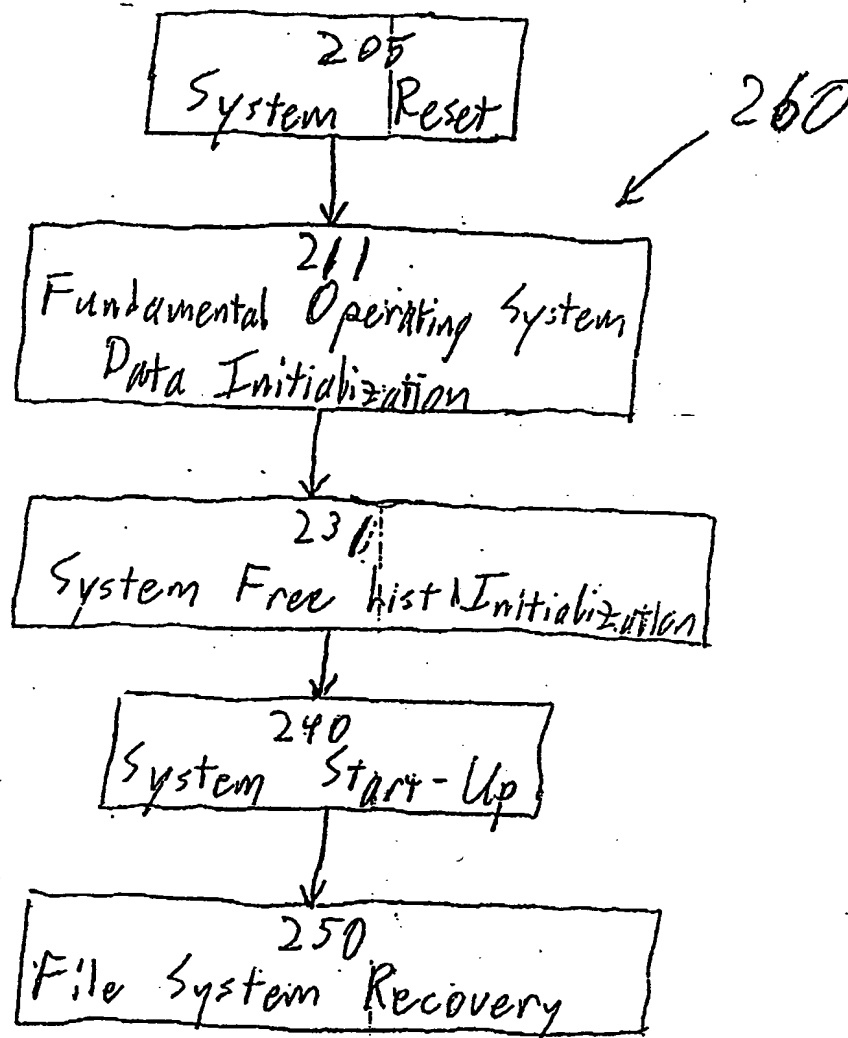 205
System Reset
260
211
Fundamental Operating System
Data Initialization
231
System Free List Initialization
240
System Start-Up
250
File System Recovery